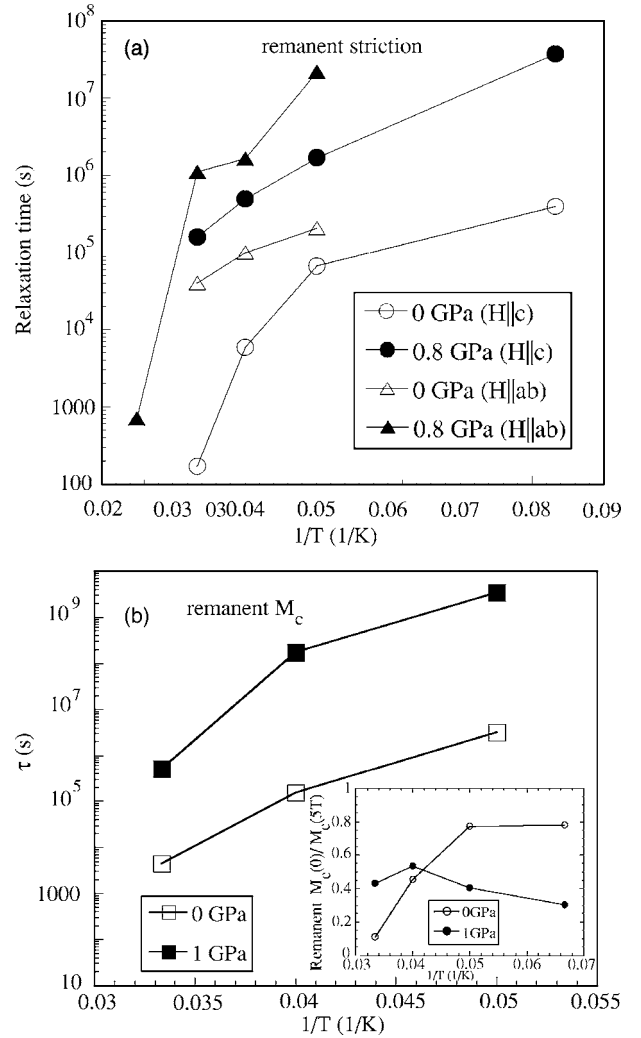 10^8
(a)
remanent striction
10^7
10^6
10^5
10^4
1000
100
Relaxation time (s)
0 GPa (H||c)
0.8 GPa (H||c)
0 GPa (H||ab)
0.8 GPa (H||ab)
0.02 0.03 030.04 0.05 0.06 0.07 0.08 0.09
1/T (1/K)
(b)
remanent M_c
10^9
10^7
10^5
1000
10
τ (s)
0 GPa
1 GPa
1
0.8
0.6
0.4
0.2
0
Remanent M_c(0)/M_c(5T)
0GPa
1GPa
0.03 0.04 0.05 0.06 0.07
1/T (1/K)
0.03 0.035 0.04 0.045 0.05 0.055
1/T (1/K)